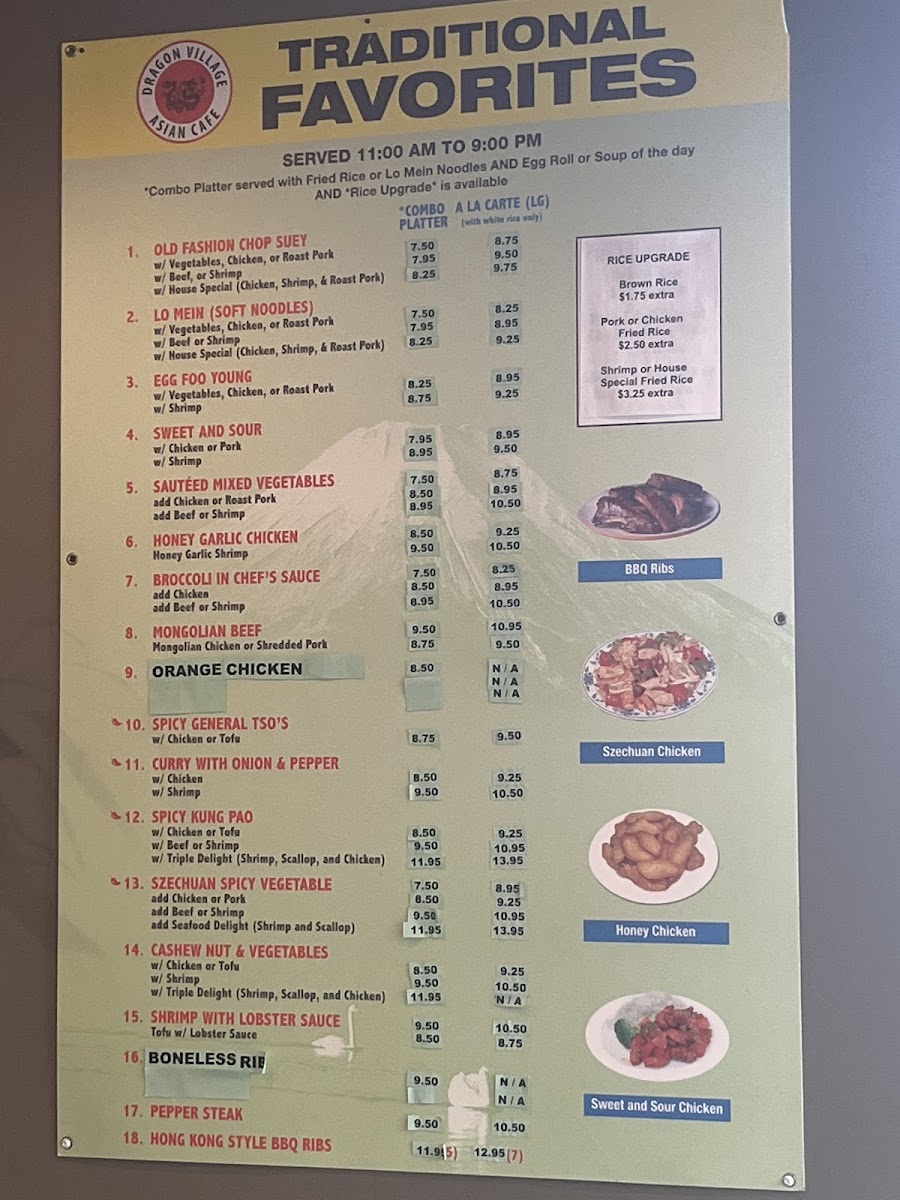 DRAGON VILLAGE
ASIAN CAFE
TRADITIONAL
FAVORITES
SERVED 11:00 AM TO 9:00 PM
*Combo Platter served with Fried Rice or Lo Mein Noodles AND Egg Roll or Soup of the day
AND *Rice Upgrade* is available
*COMBO PLATTER
A LA CARTE (LG)
(with white rice only)
1. OLD FASHION CHOP SUEY
w/ Vegetables, Chicken, or Roast Pork 7.50 8.75
w/ Beef, or Shrimp 7.95 9.50
w/ House Special (Chicken, Shrimp, & Roast Pork) 8.25 9.75
2. LO MEIN (SOFT NOODLES)
w/ Vegetables, Chicken, or Roast Pork 7.50 8.25
w/ Beef or Shrimp 7.95 8.95
w/ House Special (Chicken, Shrimp, & Roast Pork) 8.25 9.25
3. EGG FOO YOUNG
w/ Vegetables, Chicken, or Roast Pork 8.25 8.95
w/ Shrimp 8.75 9.25
4. SWEET AND SOUR
w/ Chicken or Pork 7.95 8.95
w/ Shrimp 8.95 9.50
5. SAUTÉED MIXED VEGETABLES 7.50 8.75
add Chicken or Roast Pork 8.50 8.95
add Beef or Shrimp 8.95 10.50
6. HONEY GARLIC CHICKEN 8.50 9.25
Honey Garlic Shrimp 9.50 10.50
7. BROCCOLI IN CHEF'S SAUCE 7.50 8.25
add Chicken 8.50 8.95
add Beef or Shrimp 8.95 10.50
8. MONGOLIAN BEEF 9.50 10.95
Mongolian Chicken or Shredded Pork 8.75 9.50
9. ORANGE CHICKEN 8.50 N / A
N / A
N / A
10. SPICY GENERAL TSO'S
w/ Chicken or Tofu 8.75 9.50
11. CURRY WITH ONION & PEPPER
w/ Chicken 8.50 9.25
w/ Shrimp 9.50 10.50
12. SPICY KUNG PAO
w/ Chicken or Tofu 8.50 9.25
w/ Beef or Shrimp 9.50 10.95
w/ Triple Delight (Shrimp, Scallop, and Chicken) 11.95 13.95
13. SZECHUAN SPICY VEGETABLE 7.50 8.95
add Chicken or Pork 8.50 9.25
add Beef or Shrimp 9.50 10.95
add Seafood Delight (Shrimp and Scallop) 11.95 13.95
14. CASHEW NUT & VEGETABLES
w/ Chicken or Tofu 8.50 9.25
w/ Shrimp 9.50 10.50
w/ Triple Delight (Shrimp, Scallop, and Chicken) 11.95 N / A
15. SHRIMP WITH LOBSTER SAUCE 9.50 10.50
Tofu w/ Lobster Sauce 8.50 8.75
16. BONELESS RIB
9.50 N / A
N / A
17. PEPPER STEAK 9.50 10.50
18. HONG KONG STYLE BBQ RIBS 11.95) 12.95 (7)
RICE UPGRADE
Brown Rice
$1.75 extra
Pork or Chicken
Fried Rice
$2.50 extra
Shrimp or House
Special Fried Rice
$3.25 extra
BBQ Ribs
Szechuan Chicken
Honey Chicken
Sweet and Sour Chicken